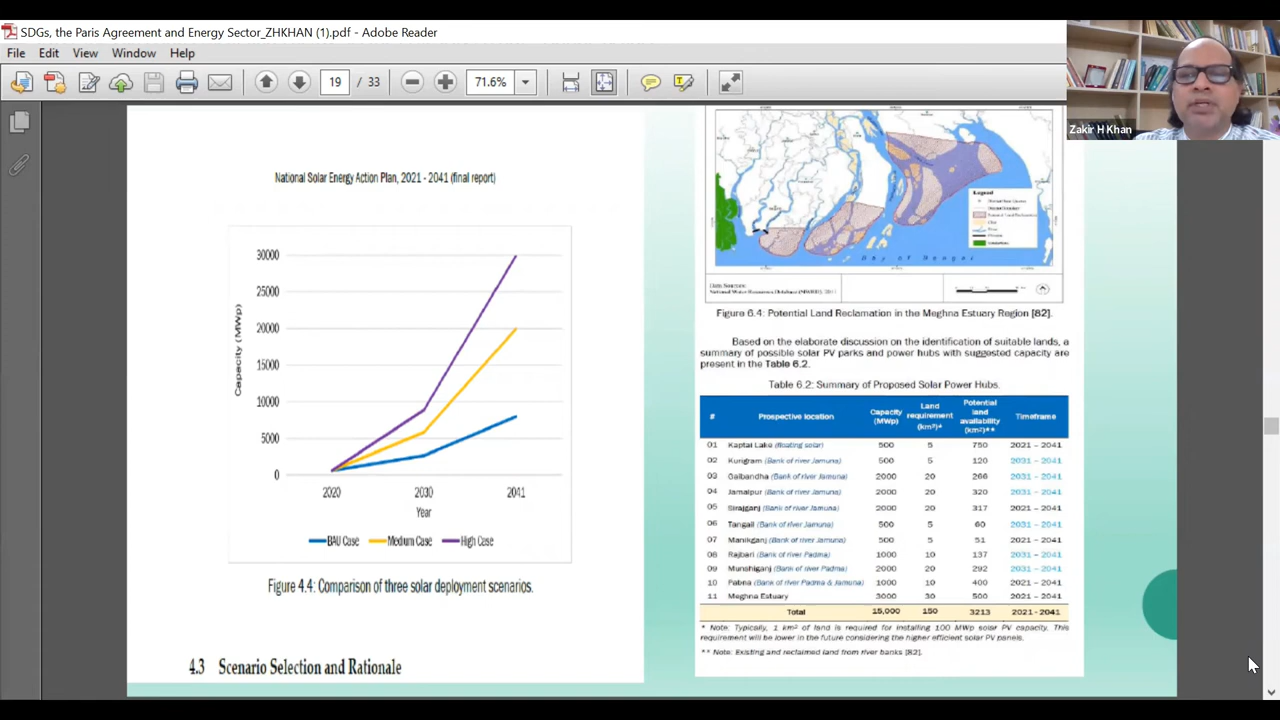 SDGs, the Paris Agreement and Energy Sector_ZHKHAN (1).pdf - Adobe Reader
File Edit View Window Help
19 / 33 71.6%
Zakir H Khan
National Solar Energy Action Plan, 2021 - 2041 (final report)
Capacity (MWp)
30000
25000
20000
15000
10000
5000
0
2020 2030 2041
Year
BAU Case Medium Case High Case
Figure 4.4: Comparison of three solar deployment scenarios.
4.3 Scenario Selection and Rationale
Legend
Bay of Bengal
Data Source:
Figure 6.4: Potential Land Reclamation in the Meghna Estuary Region [82].
Based on the elaborate discussion on the identification of suitable lands, a
summary of possible solar PV parks and power hubs with suggested capacity are
present in the Table 6.2.
Table 6.2: Summary of Proposed Solar Power Hubs.
# Prospective location Capacity (MWp) Land requirement (km²)* Potential land availability (km²)** Timeframe
01 Kaptai Lake (floating solar) 500 5 750 2021 – 2041
02 Kurigram (Bank of river Jamuna) 500 5 120 2031 – 2041
03 Gaibandha (Bank of river Jamuna) 2000 20 266 2031 – 2041
04 Jamalpur (Bank of river Jamuna) 2000 20 320 2031 – 2041
05 Sirajganj (Bank of river Jamuna) 2000 20 317 2021 – 2041
06 Tangail (Bank of river Jamuna) 500 5 60 2031 – 2041
07 Manikganj (Bank of river Jamuna) 500 5 51 2021 – 2041
08 Rajbari (Bank of river Padma) 1000 10 137 2031 – 2041
09 Munshiganj (Bank of river Padma) 2000 20 292 2031 – 2041
10 Pabna (Bank of river Padma & Jamuna) 1000 10 400 2021 – 2041
11 Meghna Estuary 3000 30 500 2021 – 2041
Total 15,000 150 3213 2021 - 2041
* Note: Typically, 1 km² of land is required for installing 100 MWp solar PV capacity. This
requirement will be lower in the future considering the higher efficient solar PV panels.
** Note: Existing and reclaimed land from river banks [82].